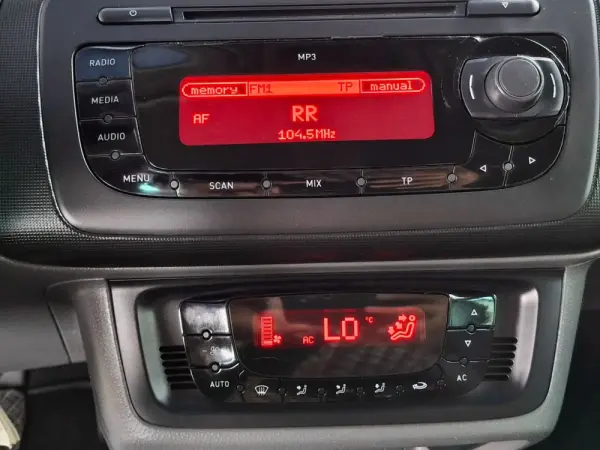 MP3
RADIO
MEDIA
AUDIO
memory FM1 TP manual
AF RR
104.5MHz
MENU SCAN MIX TP
AC LO °C
AUTO AC